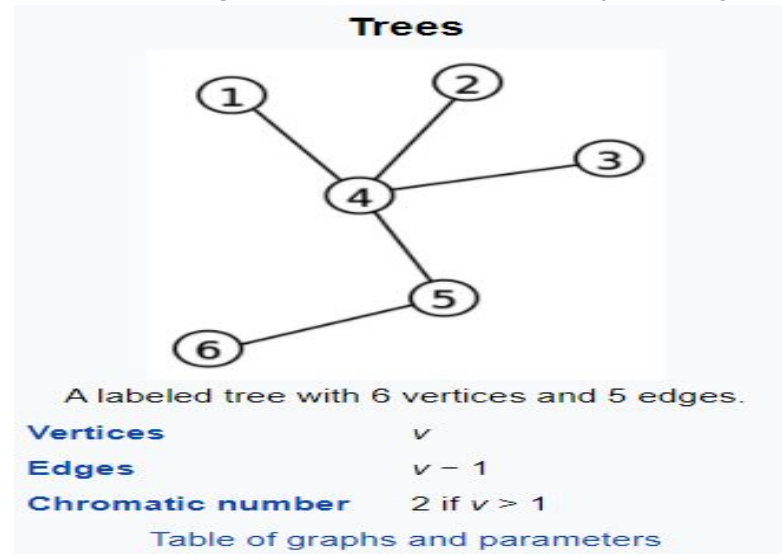 Trees
1
2
3
4
5
6
A labeled tree with 6 vertices and 5 edges.
Vertices v
Edges v − 1
Chromatic number 2 if v > 1
Table of graphs and parameters